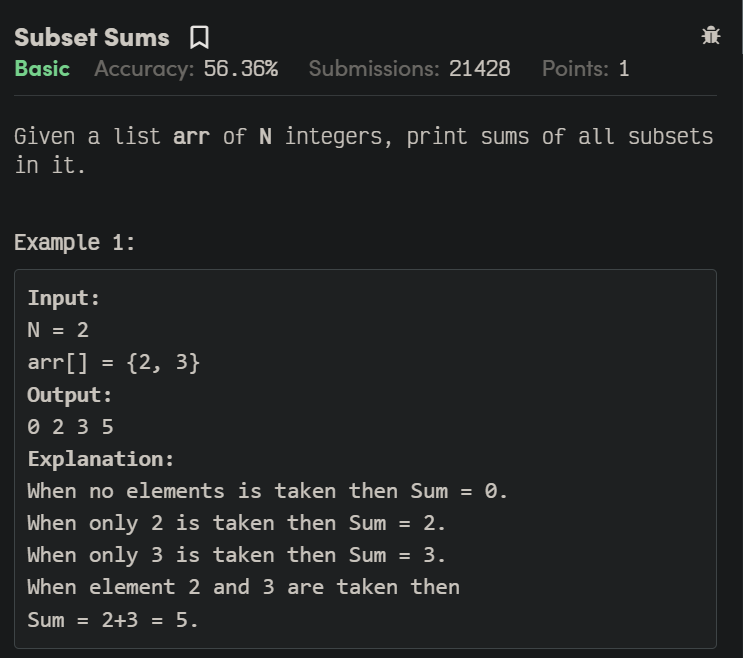 Subset Sums
Basic Accuracy: 56.36% Submissions: 21428 Points: 1
Given a list arr of N integers, print sums of all subsets
in it.
Example 1:
Input:
N = 2
arr[] = {2, 3}
Output:
0 2 3 5
Explanation:
When no elements is taken then Sum = 0.
When only 2 is taken then Sum = 2.
When only 3 is taken then Sum = 3.
When element 2 and 3 are taken then
Sum = 2+3 = 5.